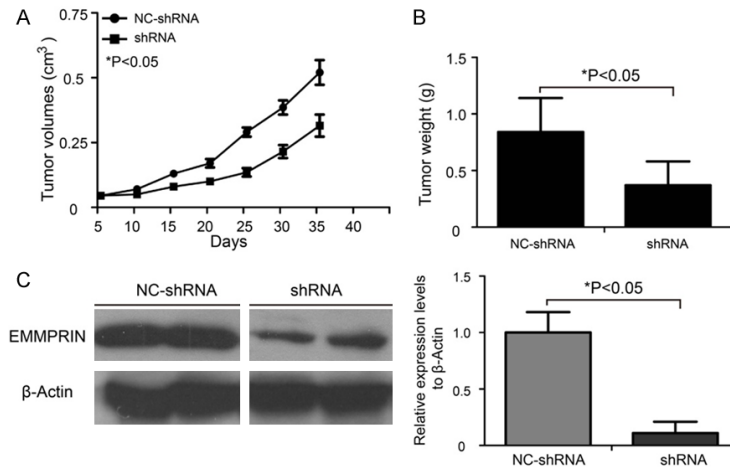 A
NC-shRNA
shRNA
*P<0.05
Tumor volumes (cm³)
0.75
0.5
0.25
0
5 10 15 20 25 30 35 40
Days
B
*P<0.05
Tumor weight (g)
1.5
1.0
0.5
0
NC-shRNA shRNA
C
NC-shRNA shRNA
EMMPRIN
β-Actin
*P<0.05
Relative expression levels
to β-Actin
1.5
1.0
0.5
0
NC-shRNA shRNA